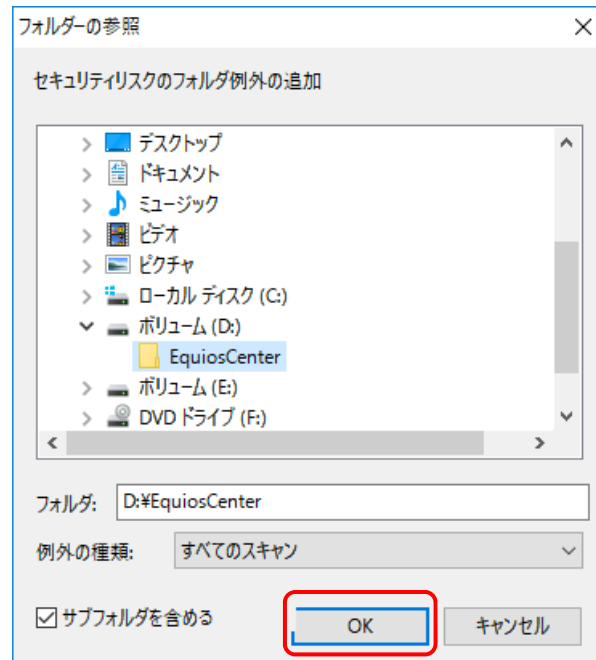 フォルダーの参照
セキュリティリスクのフォルダ例外の追加
デスクトップ
ドキュメント
ミュージック
ビデオ
ピクチャ
ローカル ディスク (C:)
ボリューム (D:)
EquiosCenter
ボリューム (E:)
DVD ドライブ (F:)
フォルダ: D:¥EquiosCenter
例外の種類: すべてのスキャン
サブフォルダを含める OK キャンセル